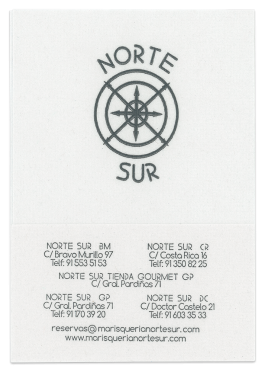 NORTE
SUR
NORTE SUR BM NORTE SUR CR
C/ Bravo Murillo 97 C/ Costa Rica 16
Telf: 91 553 51 53 Telf: 91 350 82 25
NORTE SUR TIENDA GOURMET GP
C/ Gral. Pardiñas 71
NORTE SUR GP NORTE SUR DC
C/ Gral. Pardiñas 71 C/ Doctor Castelo 21
Telf: 91 170 39 20 Telf: 91 603 35 33
reservas@marisquerianortesur.com
www.marisquerianortesur.com